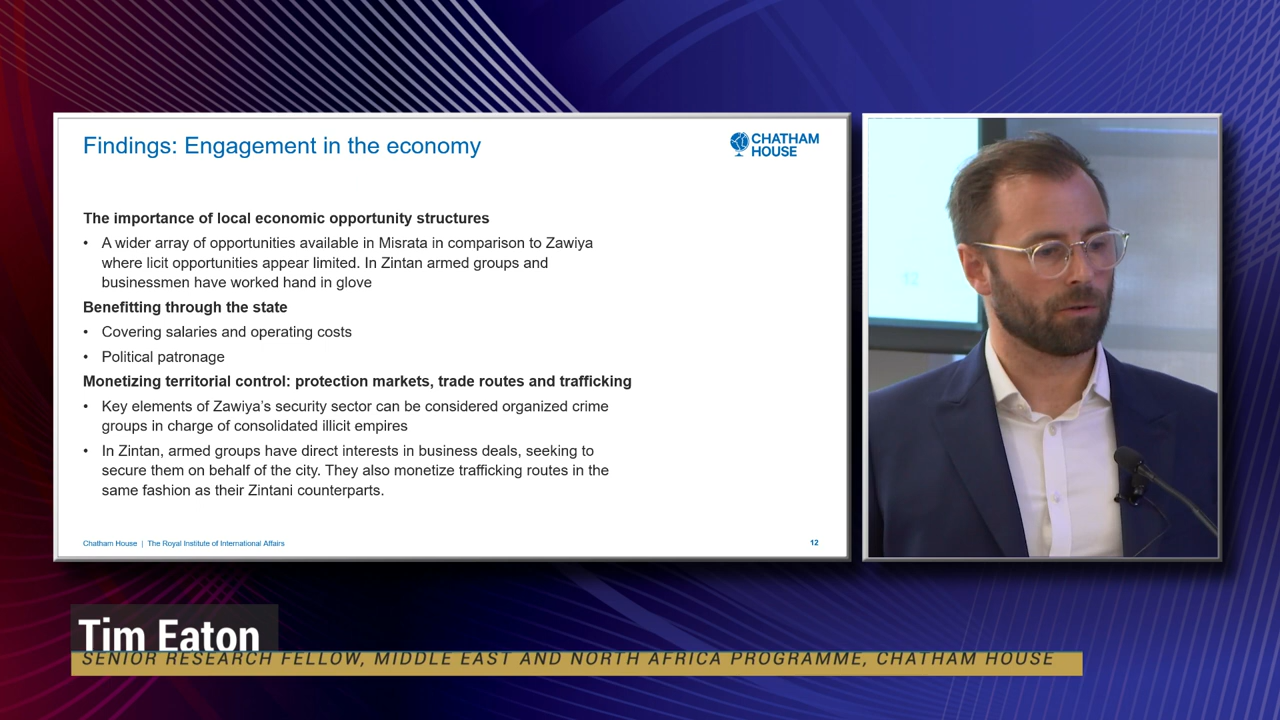 Findings: Engagement in the economy
CHATHAM
HOUSE
The importance of local economic opportunity structures
• A wider array of opportunities available in Misrata in comparison to Zawiya
where licit opportunities appear limited. In Zintan armed groups and
businessmen have worked hand in glove
Benefitting through the state
• Covering salaries and operating costs
• Political patronage
Monetizing territorial control: protection markets, trade routes and trafficking
• Key elements of Zawiya's security sector can be considered organized crime
groups in charge of consolidated illicit empires
• In Zintan, armed groups have direct interests in business deals, seeking to
secure them on behalf of the city. They also monetize trafficking routes in the
same fashion as their Zintani counterparts.
Chatham House | The Royal Institute of International Affairs
12
Tim Eaton
SENIOR RESEARCH FELLOW, MIDDLE EAST AND NORTH AFRICA PROGRAMME, CHATHAM HOUSE